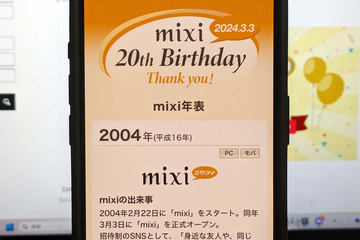 mixi 2024.3.3
20th Birthday
Thank you!
mixi年表
2004年(平成16年)
PC モバ
mixi ミクシィ
mixiの出来事
2004年2月22日に「mixi」をスタート。同年
3月3日に「mixi」を正式オープン。
招待制のSNSとして、「身近な友人や、同じ